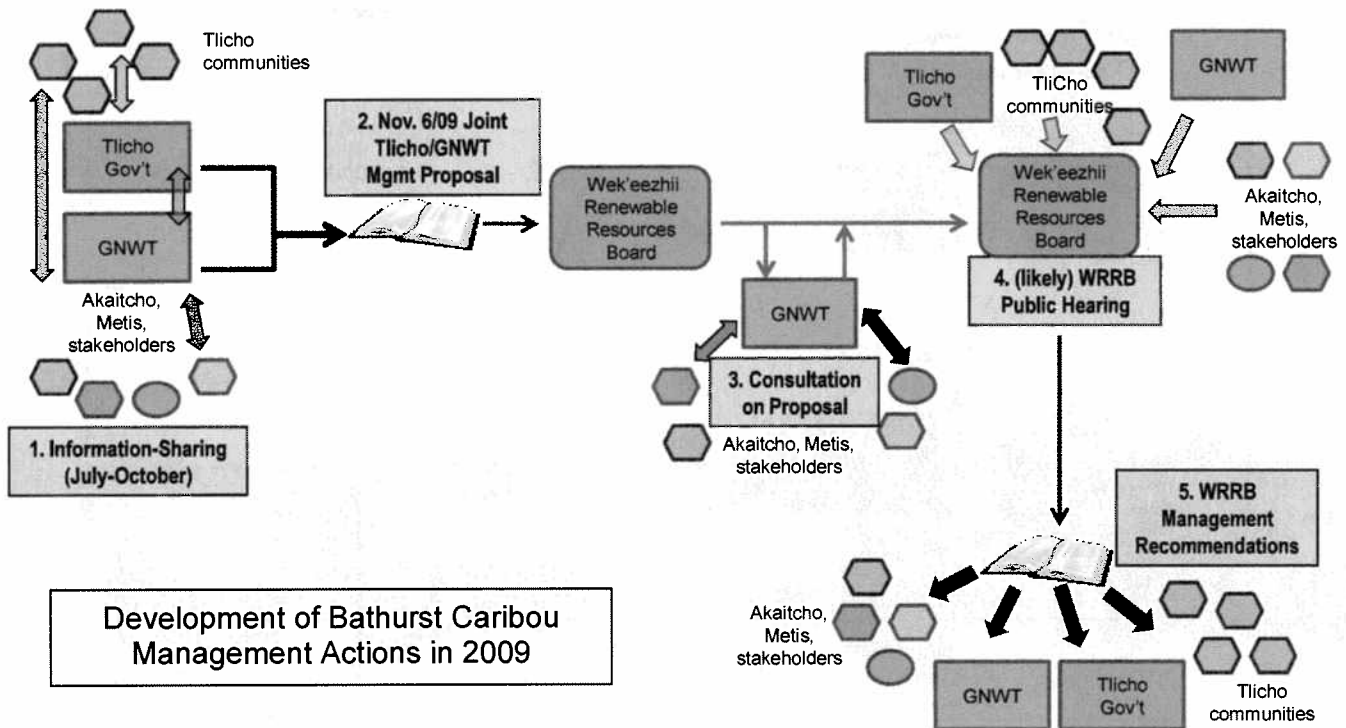 Tlicho
communities
Tlicho
Gov't
GNWT
Akaitcho,
Metis,
stakeholders
1. Information-Sharing
(July-October)
2. Nov. 6/09 Joint
Tlicho/GNWT
Mgmt Proposal
Wek'eezhii
Renewable
Resources
Board
GNWT
3. Consultation
on Proposal
Akaitcho, Metis,
stakeholders
Tlicho
Gov't
TliCho
communities
GNWT
Wek'eezhii
Renewable
Resources
Board
Akaitcho,
Metis,
stakeholders
4. (likely) WRRB
Public Hearing
5. WRRB
Management
Recommendations
Akaitcho,
Metis,
stakeholders
GNWT
Tlicho
Gov't
Tlicho
communities
Development of Bathurst Caribou
Management Actions in 2009